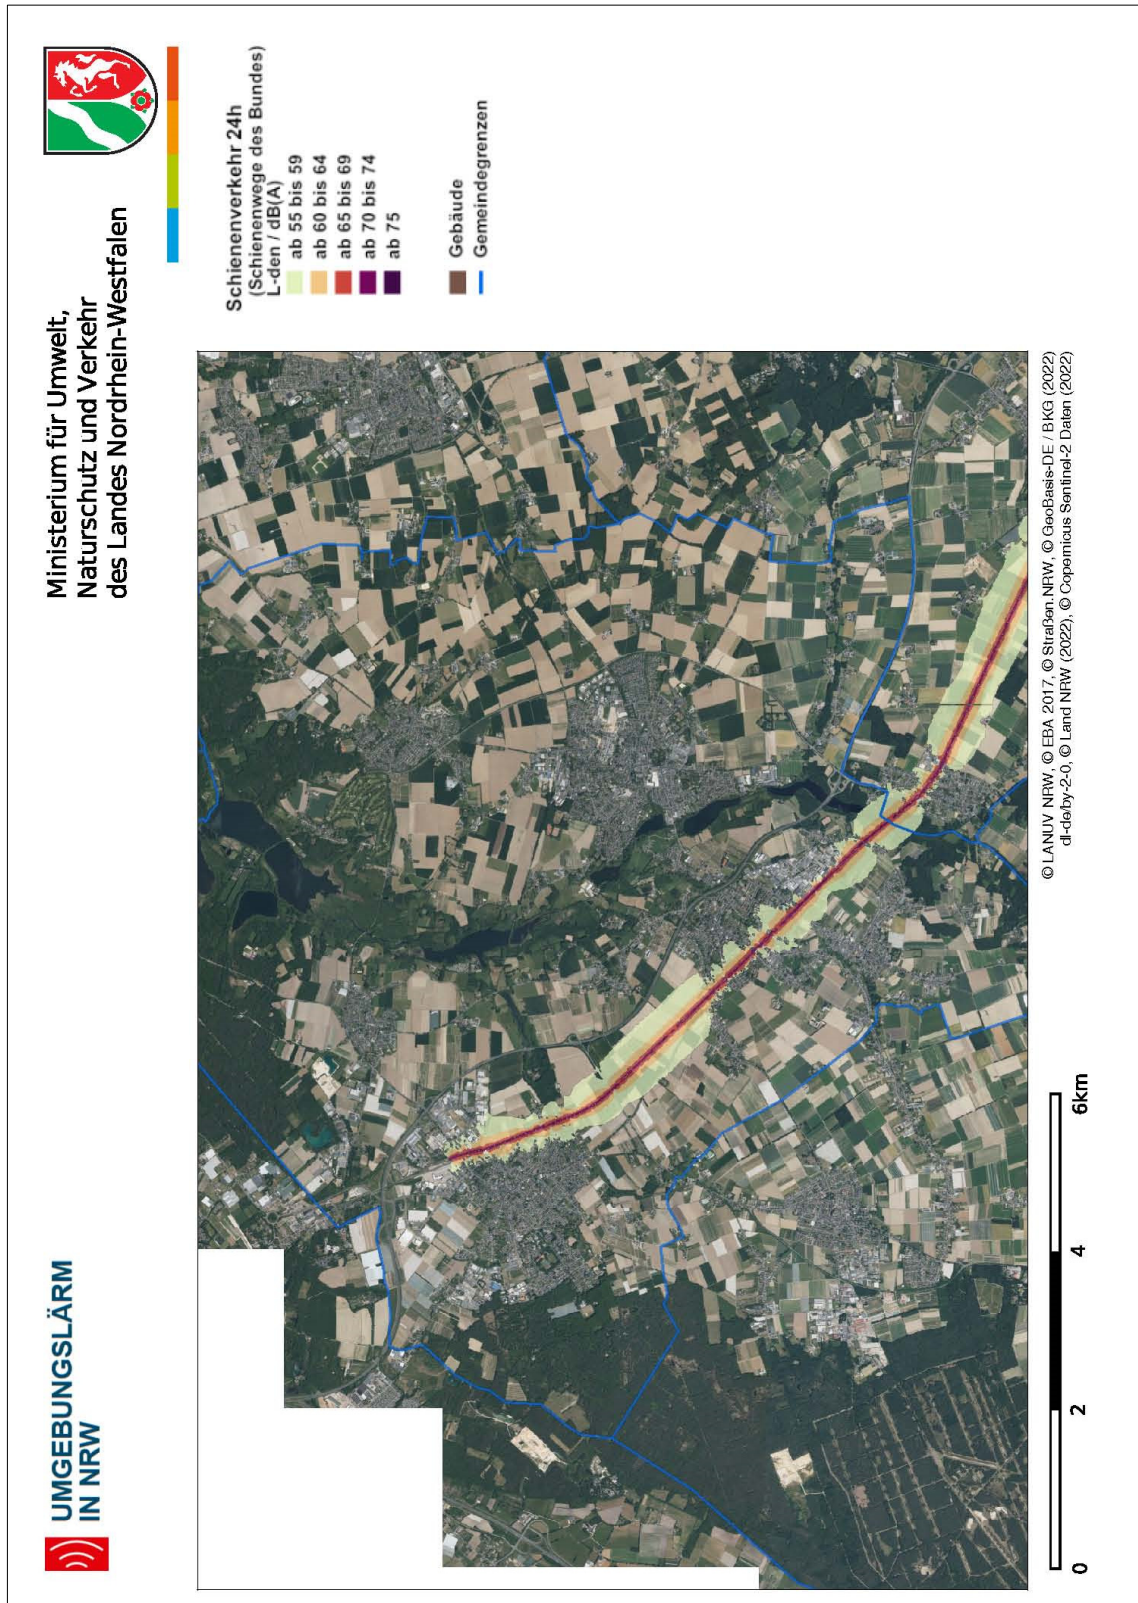 UMGEBUNGSLÄRM
IN NRW
Ministerium für Umwelt,
Naturschutz und Verkehr
des Landes Nordrhein-Westfalen
Schienenverkehr 24h
(Schienenwege des Bundes)
L-den / dB(A)
ab 55 bis 59
ab 60 bis 64
ab 65 bis 69
ab 70 bis 74
ab 75
Gebäude
Gemeindegrenzen
© LANUV NRW, © EBA 2017, © Straßen.NRW, © GeoBasis-DE / BKG (2022)
dl-de/by-2-0, © Land NRW (2022), © Copernicus Sentinel-2 Daten (2022)
0 2 4 6km